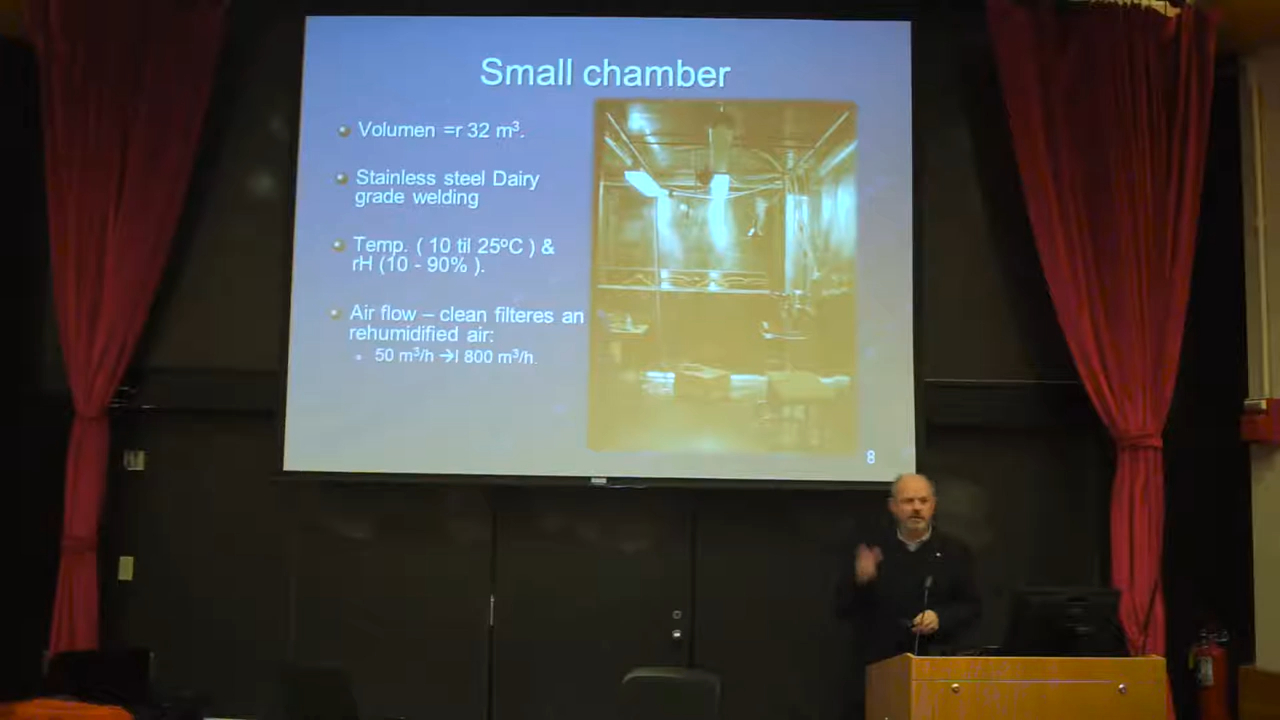 Small chamber
Volumen =r 32 m³.
Stainless steel Dairy
grade welding
Temp. ( 10 til 25ºC ) &
rH (10 - 90% ).
Air flow – clean filteres an
rehumidified air:
50 m³/h →l 800 m³/h.
8